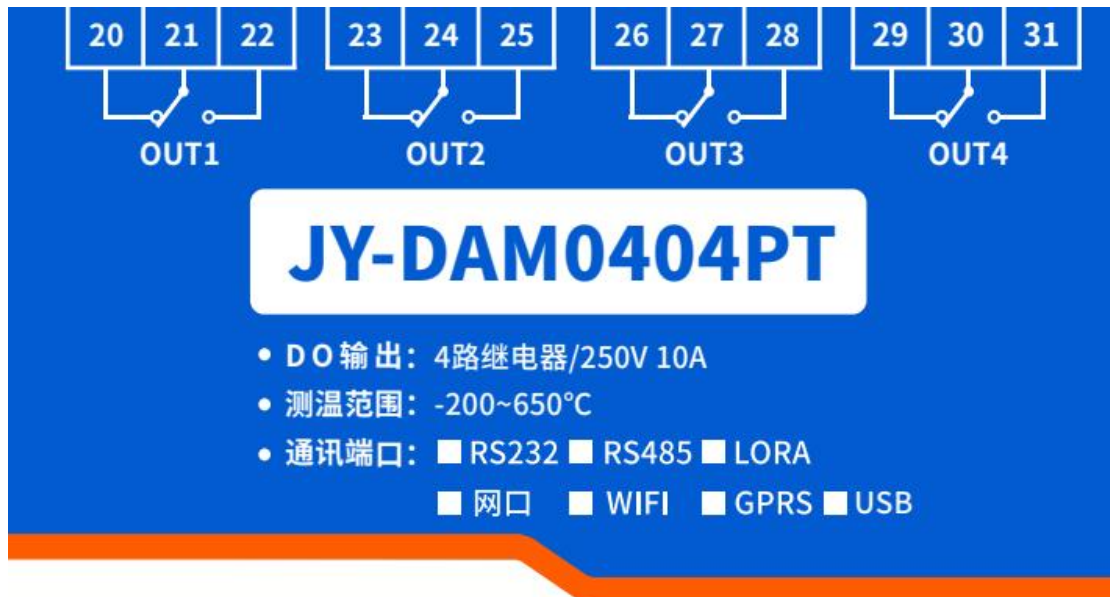 20 21 22 23 24 25 26 27 28 29 30 31
OUT1 OUT2 OUT3 OUT4
JY-DAM0404PT
• DO输出：4路继电器/250V 10A
• 测温范围：-200~650℃
• 通讯端口：■ RS232 ■ RS485 ■ LORA
■ 网口 ■ WIFI ■ GPRS ■ USB